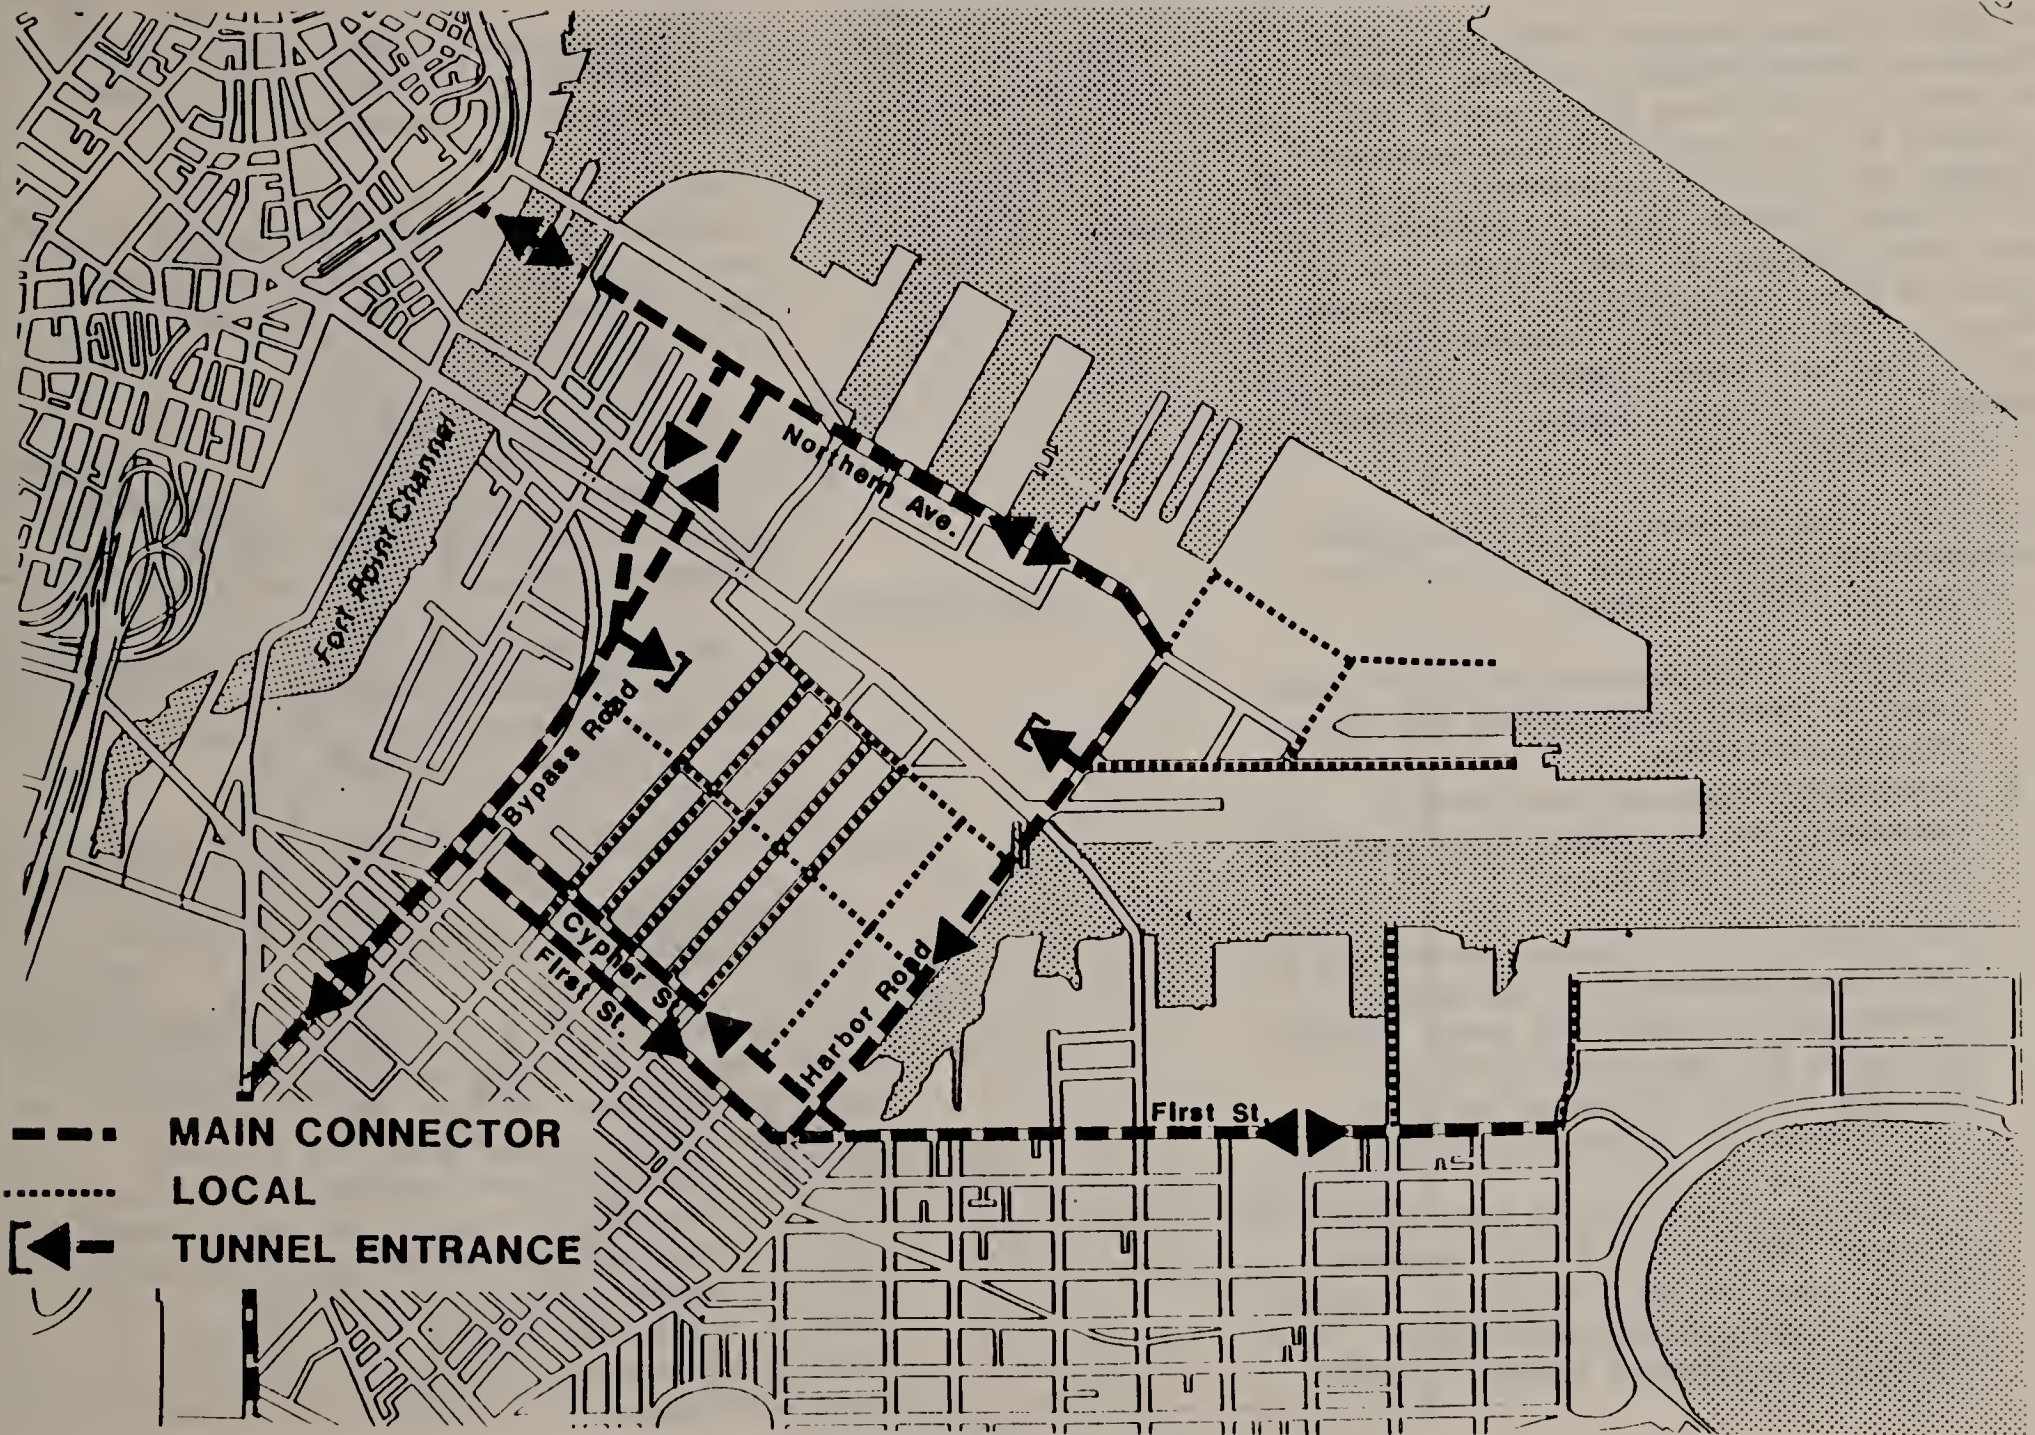 Northern Ave.
Fort Point Channel
Bypass Road
Cypher St.
First St.
Harbor Road
First St.
MAIN CONNECTOR
LOCAL
TUNNEL ENTRANCE